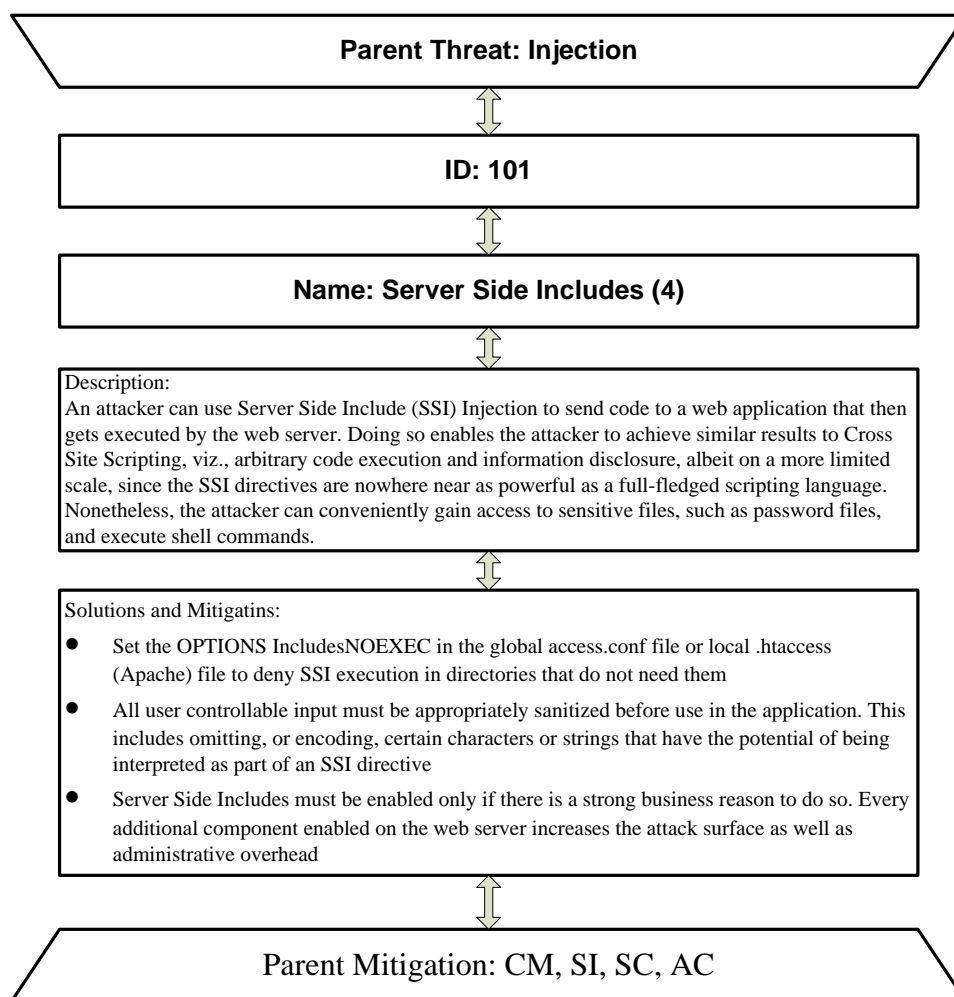 Parent Threat: Injection
ID: 101
Name: Server Side Includes (4)
Description:
An attacker can use Server Side Include (SSI) Injection to send code to a web application that then
gets executed by the web server. Doing so enables the attacker to achieve similar results to Cross
Site Scripting, viz., arbitrary code execution and information disclosure, albeit on a more limited
scale, since the SSI directives are nowhere near as powerful as a full-fledged scripting language.
Nonetheless, the attacker can conveniently gain access to sensitive files, such as password files,
and execute shell commands.
Solutions and Mitigatins:
● Set the OPTIONS IncludesNOEXEC in the global access.conf file or local .htaccess
(Apache) file to deny SSI execution in directories that do not need them
● All user controllable input must be appropriately sanitized before use in the application. This
includes omitting, or encoding, certain characters or strings that have the potential of being
interpreted as part of an SSI directive
● Server Side Includes must be enabled only if there is a strong business reason to do so. Every
additional component enabled on the web server increases the attack surface as well as
administrative overhead
Parent Mitigation: CM, SI, SC, AC